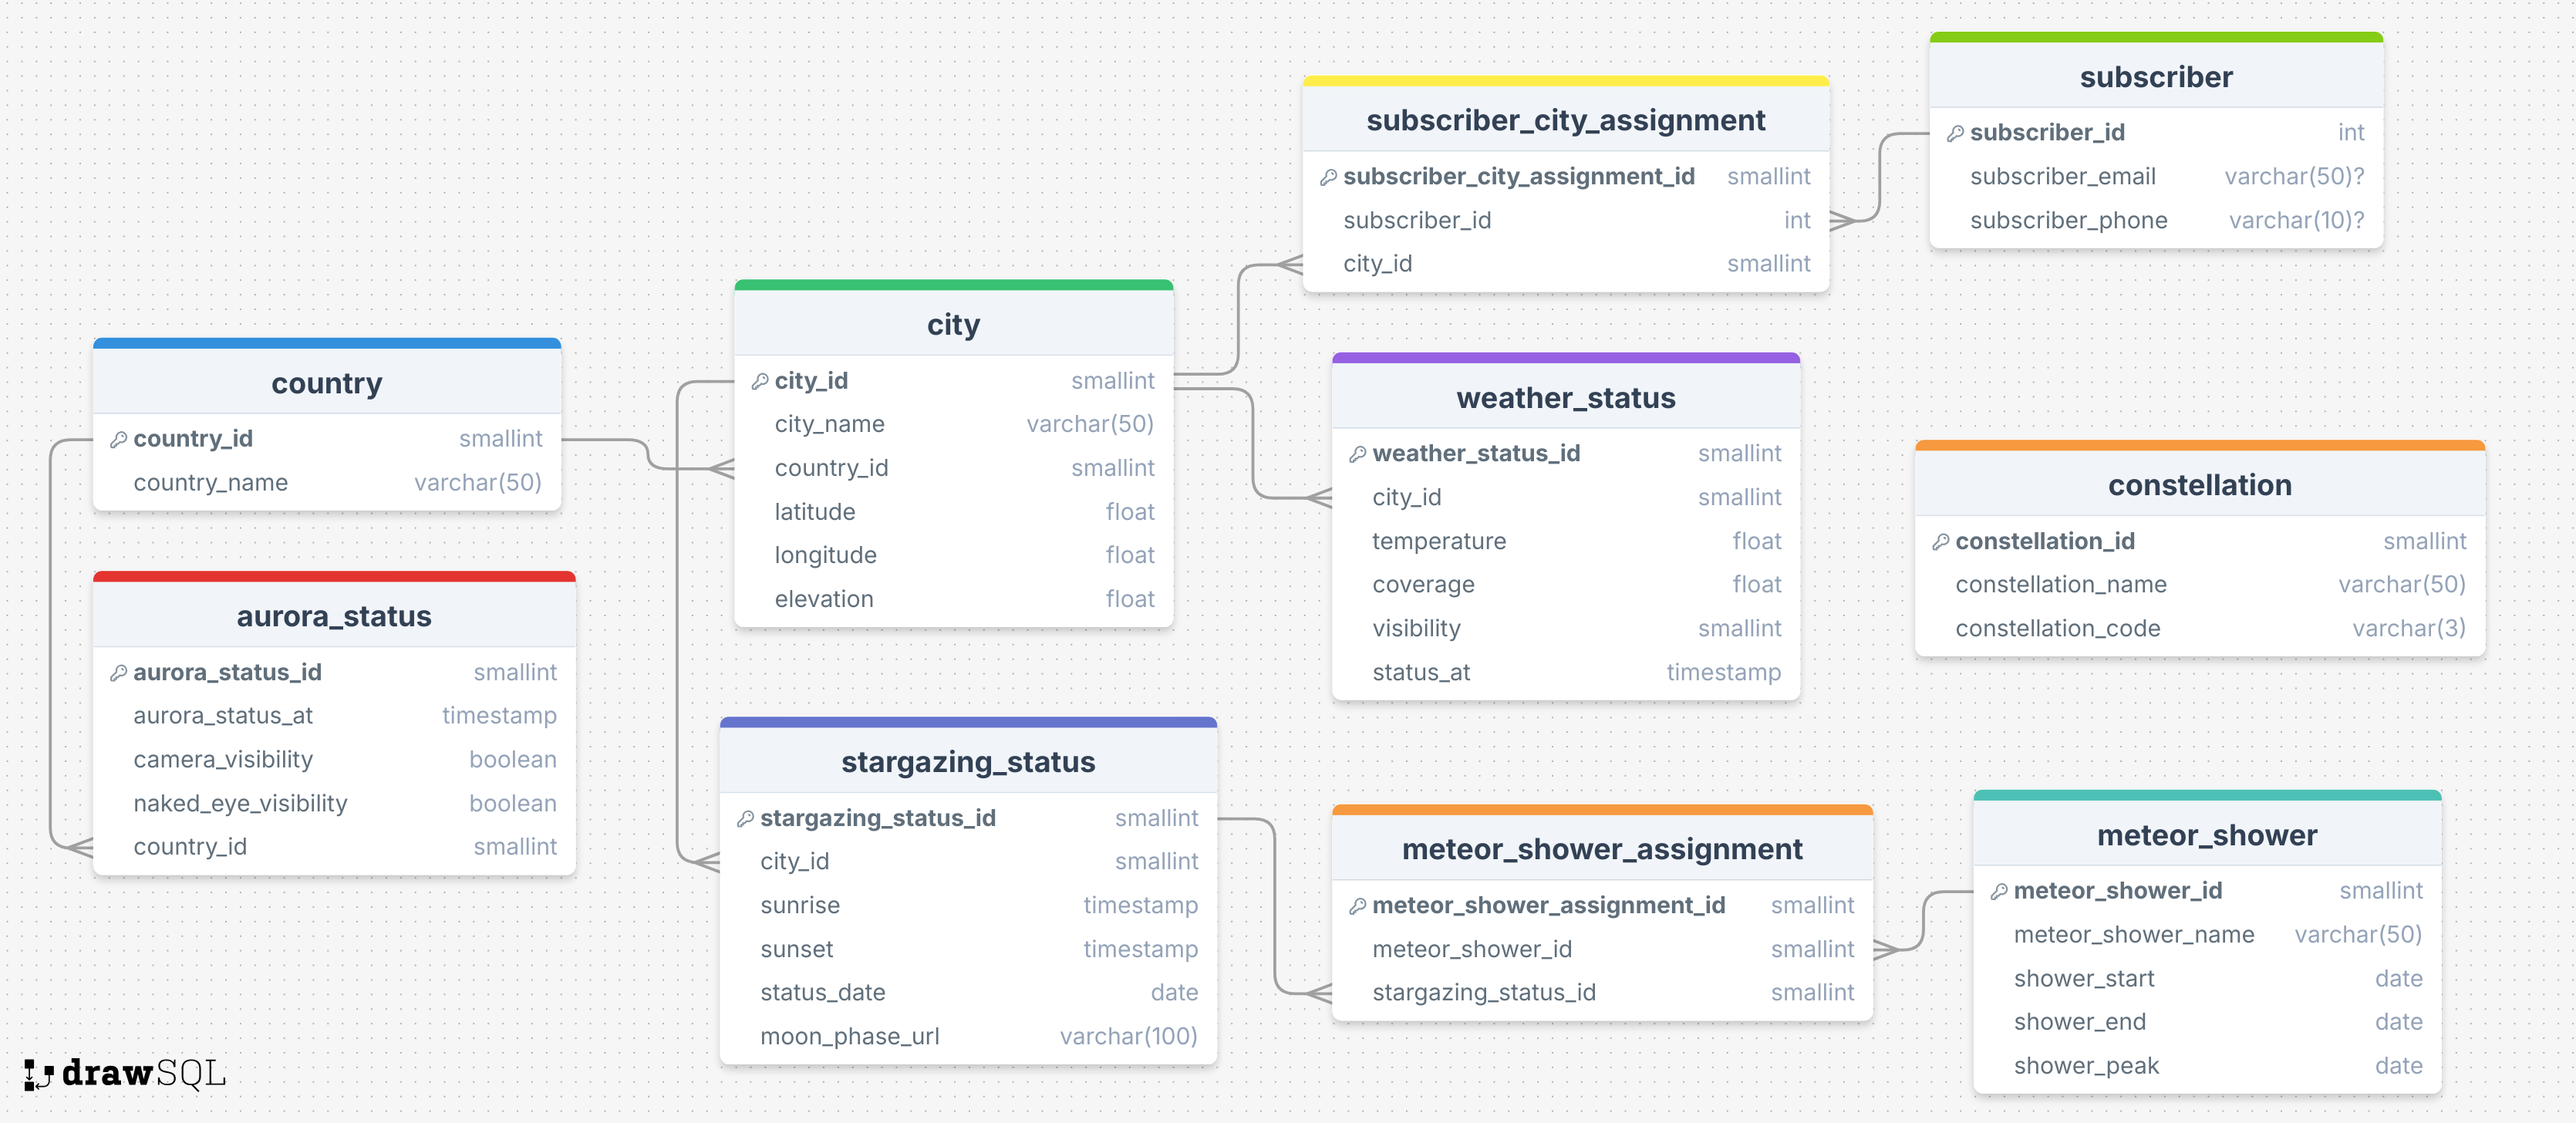 country
country_id smallint
country_name varchar(50)
aurora_status
aurora_status_id smallint
aurora_status_at timestamp
camera_visibility boolean
naked_eye_visibility boolean
country_id smallint
city
city_id smallint
city_name varchar(50)
country_id smallint
latitude float
longitude float
elevation float
stargazing_status
stargazing_status_id smallint
city_id smallint
sunrise timestamp
sunset timestamp
status_date date
moon_phase_url varchar(100)
subscriber_city_assignment
subscriber_city_assignment_id smallint
subscriber_id int
city_id smallint
weather_status
weather_status_id smallint
city_id smallint
temperature float
coverage float
visibility smallint
status_at timestamp
meteor_shower_assignment
meteor_shower_assignment_id smallint
meteor_shower_id smallint
stargazing_status_id smallint
subscriber
subscriber_id int
subscriber_email varchar(50)?
subscriber_phone varchar(10)?
constellation
constellation_id smallint
constellation_name varchar(50)
constellation_code varchar(3)
meteor_shower
meteor_shower_id smallint
meteor_shower_name varchar(50)
shower_start date
shower_end date
shower_peak date
drawSQL